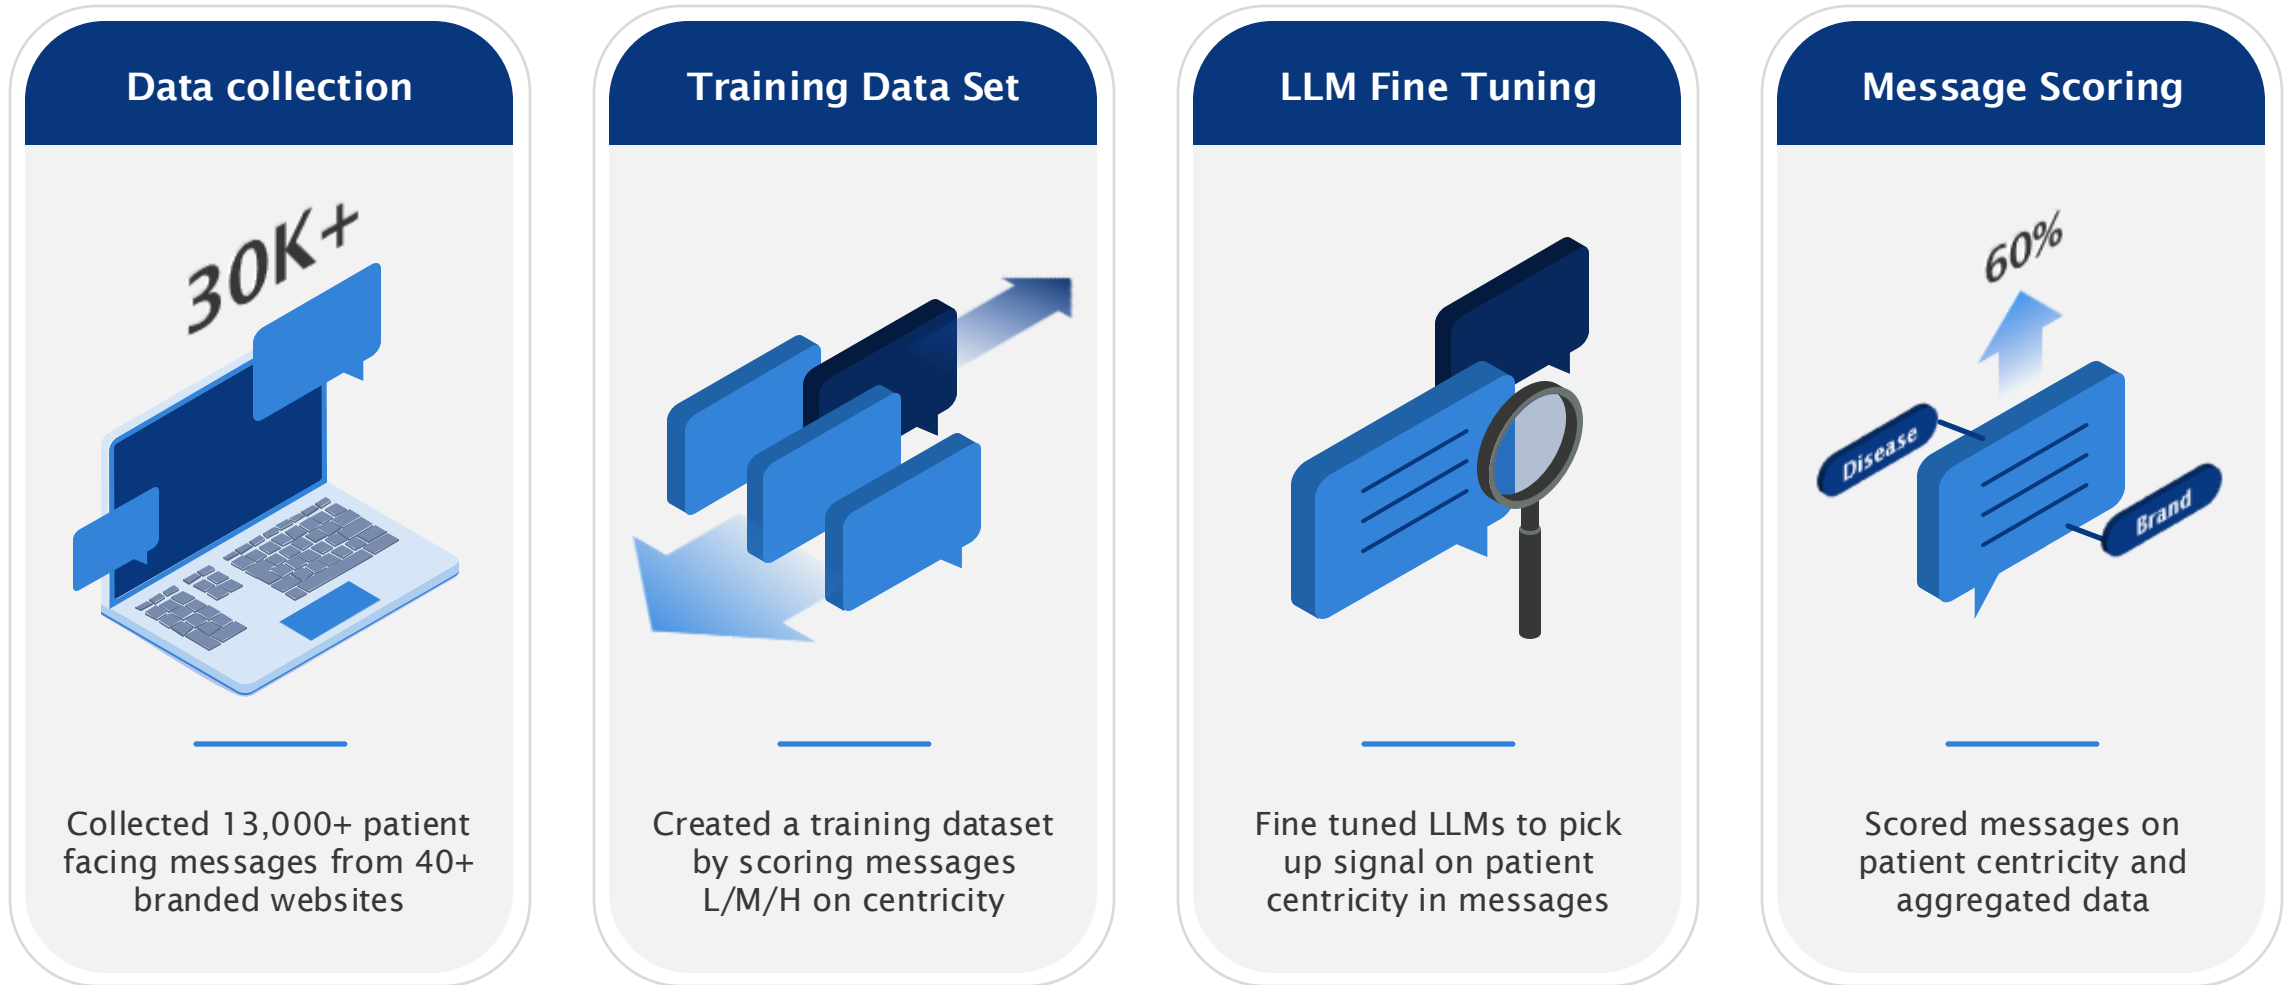 Data collection
30K+
Collected 13,000+ patient
facing messages from 40+
branded websites
Training Data Set
Created a training dataset
by scoring messages
L/M/H on centricity
LLM Fine Tuning
Fine tuned LLMs to pick
up signal on patient
centricity in messages
Message Scoring
60%
Disease
Brand
Scored messages on
patient centricity and
aggregated data